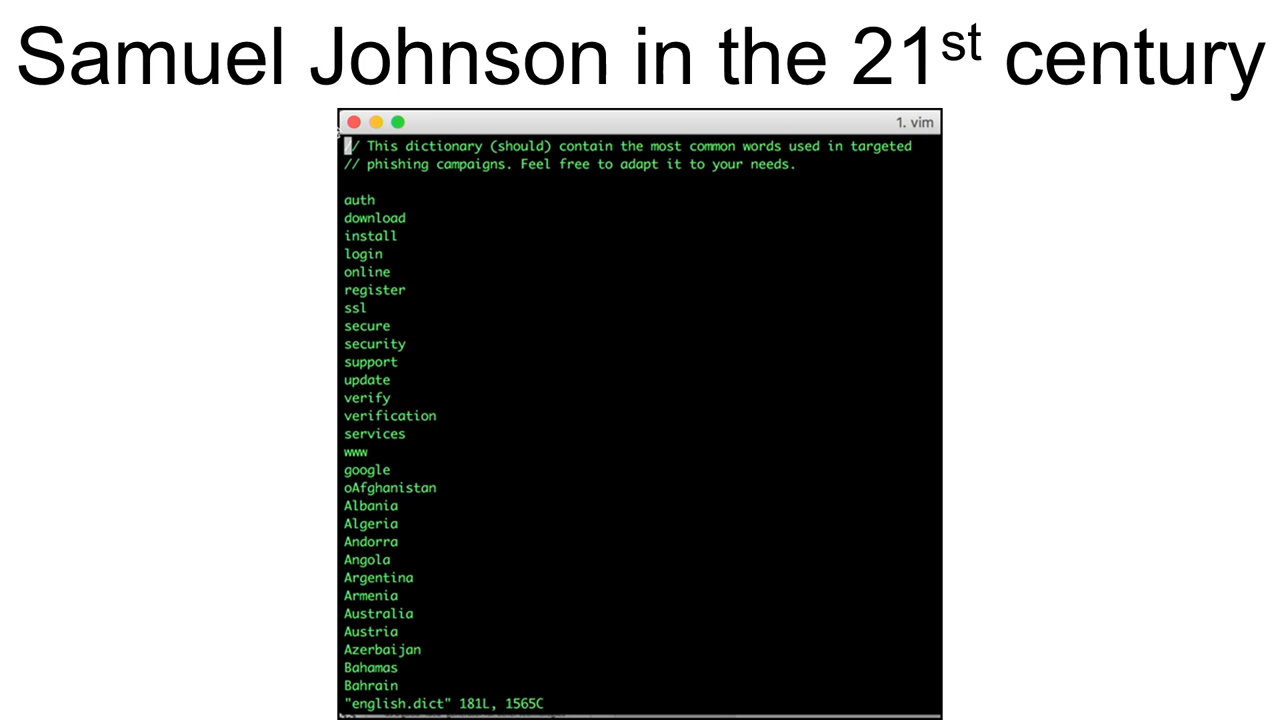 Samuel Johnson in the 21st century
1. vim
// This dictionary (should) contain the most common words used in targeted
// phishing campaigns. Feel free to adapt it to your needs.
auth
download
install
login
online
register
ssl
secure
security
support
update
verify
verification
services
www
google
oAfghanistan
Albania
Algeria
Andorra
Angola
Argentina
Armenia
Australia
Austria
Azerbaijan
Bahamas
Bahrain
"english.dict" 181L, 1565C